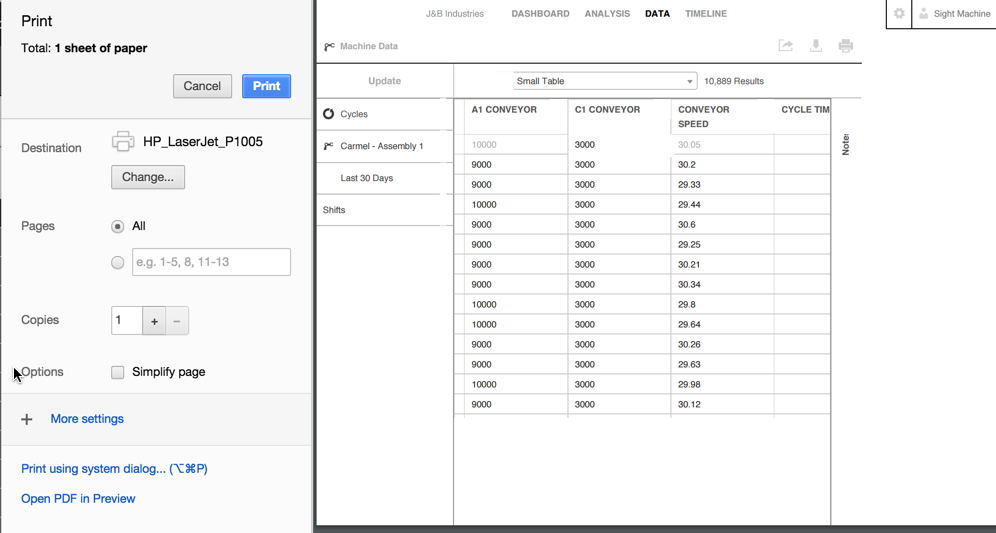 Print
Total: 1 sheet of paper
Cancel
Print
Destination
HP_LaserJet_P1005
Change...
Pages
All
e.g. 1-5, 8, 11-13
Copies
1
+
−
Options
Simplify page
+ More settings
Print using system dialog... (⌥⌘P)
Open PDF in Preview
J&B Industries DASHBOARD ANALYSIS DATA TIMELINE
Sight Machine
Machine Data
Update
Small Table
10,889 Results
Cycles
Carmel - Assembly 1
Last 30 Days
Shifts
A1 CONVEYOR C1 CONVEYOR CONVEYOR SPEED CYCLE TIM
10000 3000 30.05
9000 3000 30.2
9000 3000 29.33
10000 3000 29.44
9000 3000 30.6
9000 3000 29.25
9000 3000 30.21
9000 3000 30.34
10000 3000 29.8
10000 3000 29.64
9000 3000 30.26
9000 3000 29.63
10000 3000 29.98
9000 3000 30.12
Notes